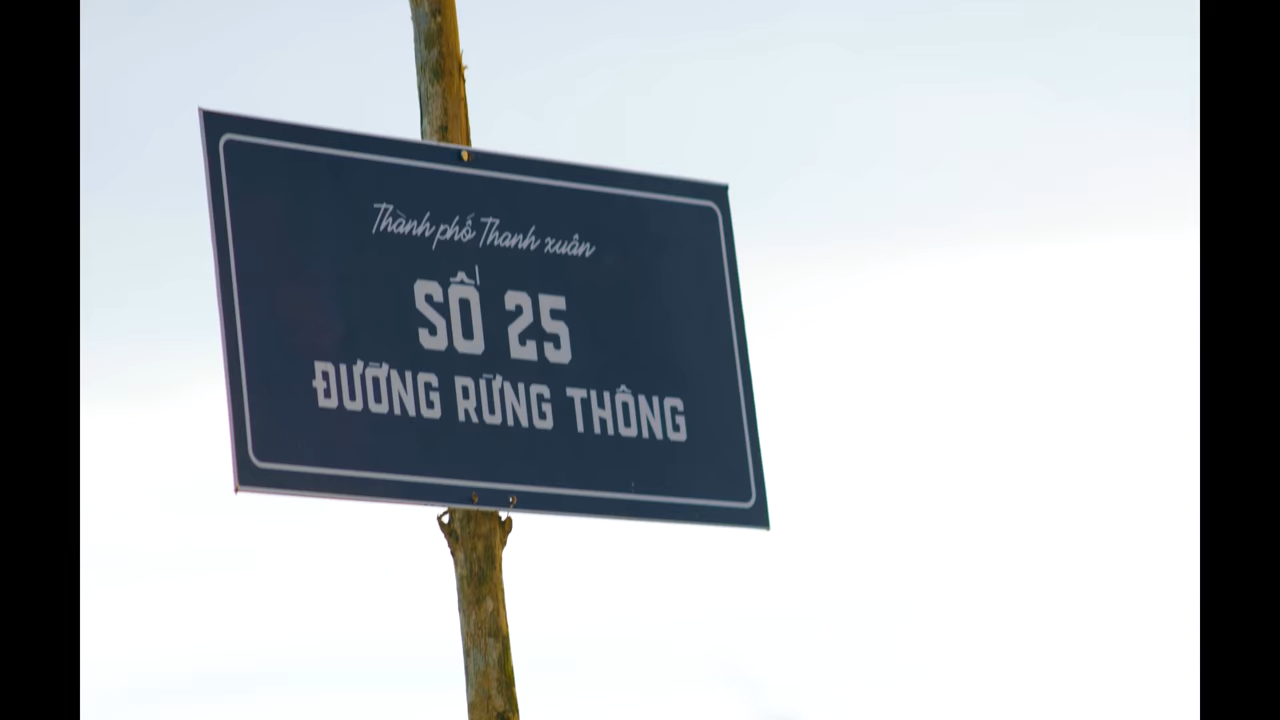 Thành phố Thanh xuân
SỐ 25
ĐƯỜNG RỪNG THÔNG